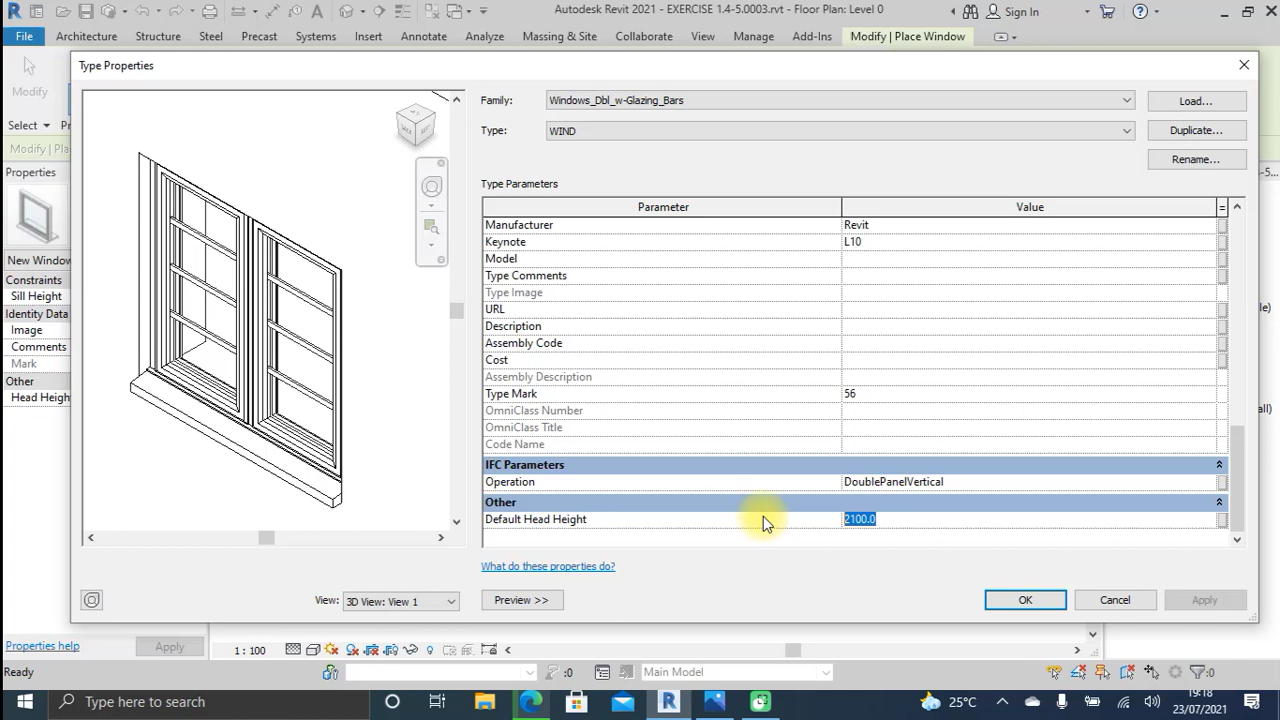 Autodesk Revit 2021 - EXERCISE 1.4-5.0003.rvt - Floor Plan: Level 0
Sign In
File Architecture Structure Steel Precast Systems Insert Annotate Analyze Massing & Site Collaborate View Manage Add-Ins Modify | Place Window
Modify
Select
Modify | Pla
Properties
New Window
Constraints
Sill Height
Identity Data
Image
Comments
Mark
Other
Head Height
Properties help
Apply
Type Properties
Family: Windows_Dbl_w-Glazing_Bars Load...
Type: WIND Duplicate...
Rename...
Type Parameters
Parameter Value =
Manufacturer Revit
Keynote L10
Model
Type Comments
Type Image
URL
Description
Assembly Code
Cost
Assembly Description
Type Mark 56
OmniClass Number
OmniClass Title
Code Name
IFC Parameters
Operation DoublePanelVertical
Other
Default Head Height 2100.0
What do these properties do?
View: 3D View: View 1 Preview >> OK Cancel Apply
1 : 100
Ready :0 Main Model :0
Type here to search 25°C 19:18
23/07/2021